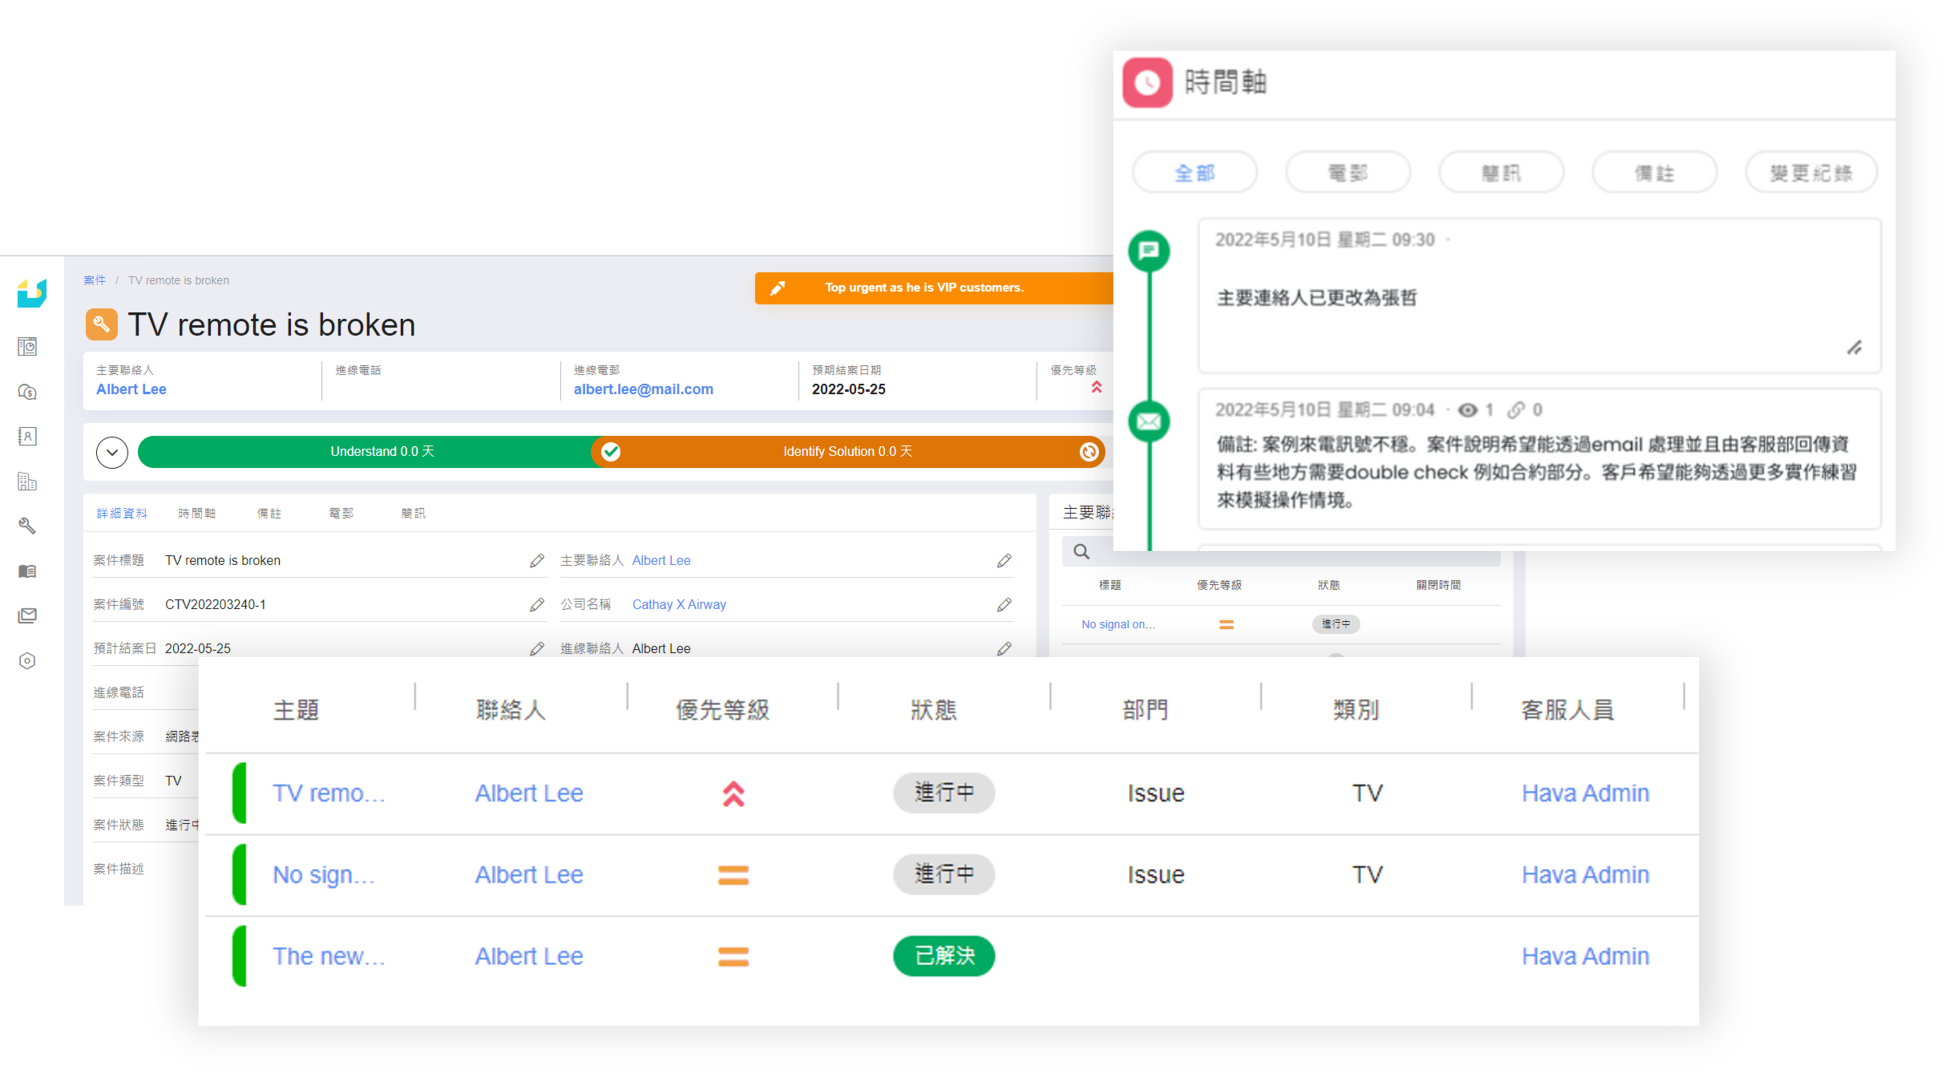 時間軸
全部 電郵 簡訊 備註 變更紀錄
2022年5月10日 星期二 09:30 -
主要連絡人已更改為張哲
2022年5月10日 星期二 09:04 - 1 0
備註: 案例來電訊號不穩。案件說明希望能透過email 處理並且由客服部回傳資
料有些地方需要double check 例如合約部分。客戶希望能夠透過更多實作練習
來模擬操作情境。
案件 / TV remote is broken
Top urgent as he is VIP customers.
TV remote is broken
主要聯絡人 進線電話 進線電郵 預期結案日期 優先等級
Albert Lee albert.lee@mail.com 2022-05-25
Understand 0.0 天 Identify Solution 0.0 天
詳細資料 時間軸 備註 電郵 簡訊
案件標題 TV remote is broken 主要聯絡人 Albert Lee
案件編號 CTV202203240-1 公司名稱 Cathay X Airway
預計結案日 2022-05-25 進線聯絡人 Albert Lee
進線電話
案件來源 網路
案件類型 TV
案件狀態 進行中
案件描述
主要聯
標題 優先等級 狀態 關閉時間
No signal on... 進行中
主題 聯絡人 優先等級 狀態 部門 類別 客服人員
TV remo... Albert Lee 進行中 Issue TV Hava Admin
No sign... Albert Lee 進行中 Issue TV Hava Admin
The new... Albert Lee 已解決 Hava Admin